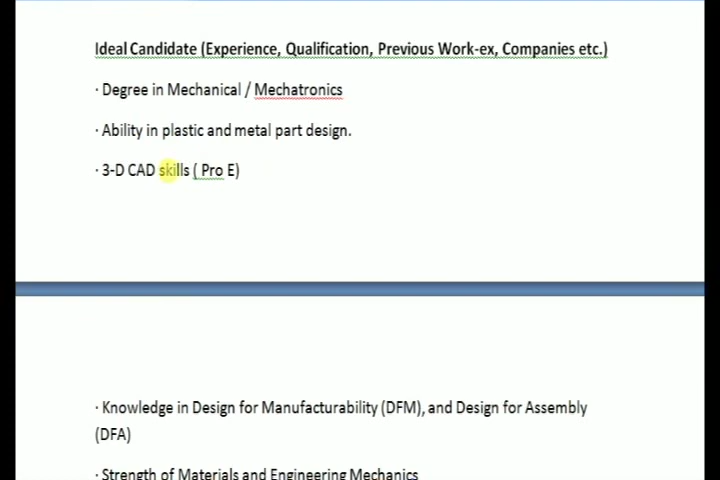 Ideal Candidate (Experience, Qualification, Previous Work-ex, Companies etc.)
· Degree in Mechanical / Mechatronics
· Ability in plastic and metal part design.
· 3-D CAD skills ( Pro E)
· Knowledge in Design for Manufacturability (DFM), and Design for Assembly
(DFA)
· Strength of Materials and Engineering Mechanics